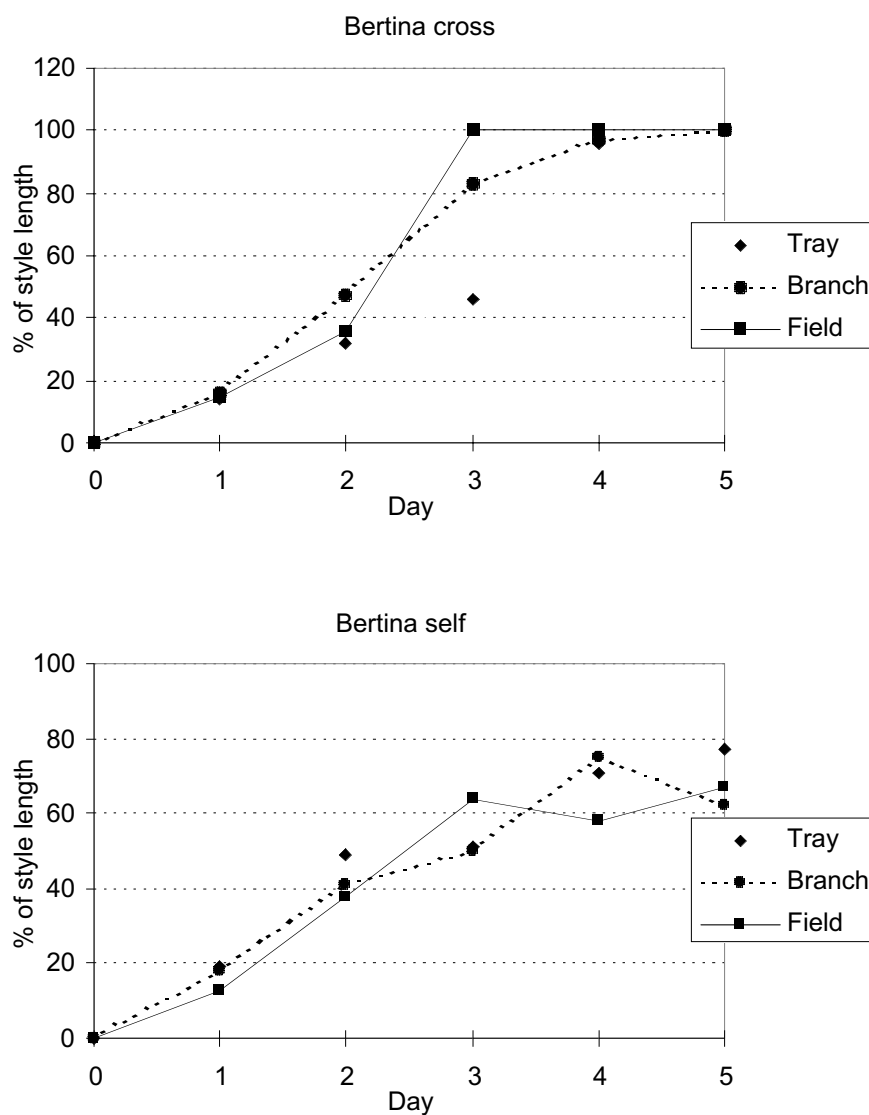 Bertina cross
120
100
80
60
40
20
0
% of style length
0 1 2 3 4 5
Day
Tray
Branch
Field
Bertina self
100
80
60
40
20
0
% of style length
0 1 2 3 4 5
Day
Tray
Branch
Field